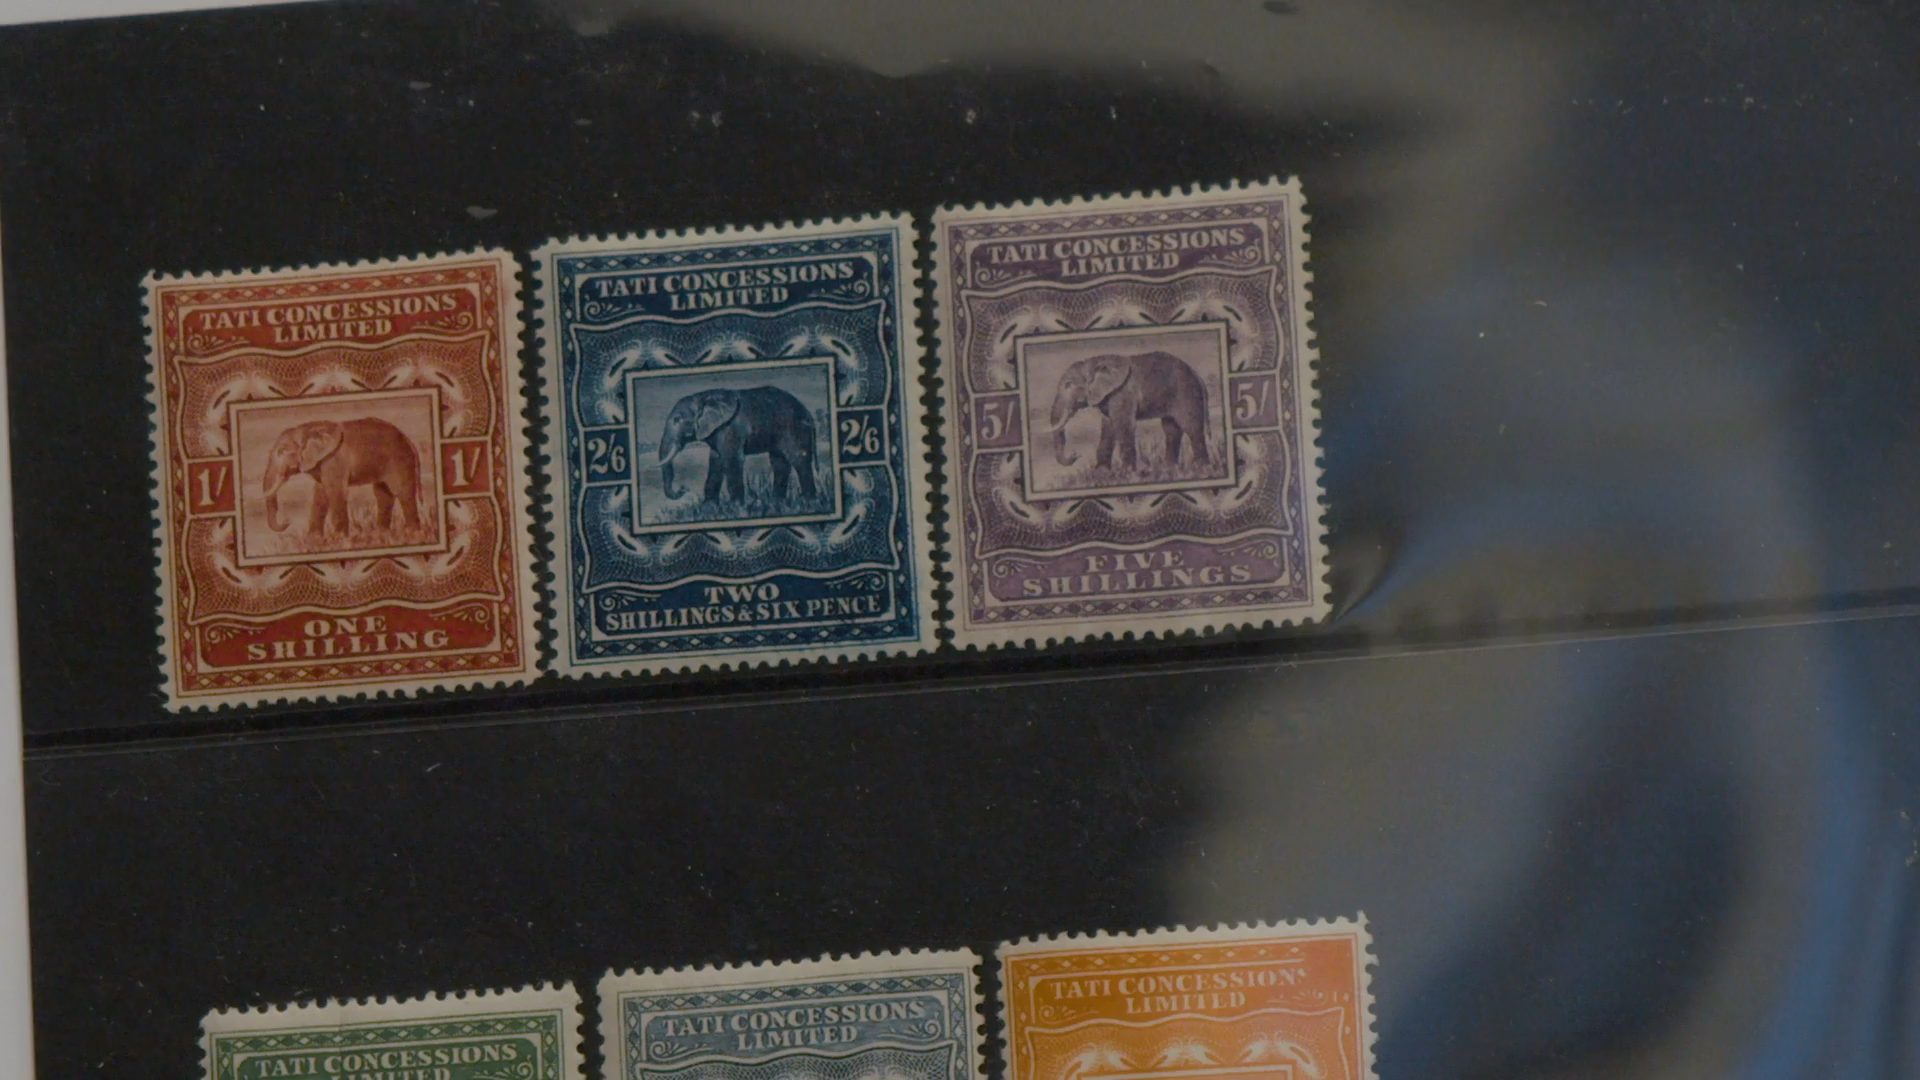 TATI CONCESSIONS
LIMITED
1/
1/
ONE
SHILLING
TATI CONCESSIONS
LIMITED
2/6
2/6
TWO
SHILLINGS & SIX PENCE
TATI CONCESSIONS
LIMITED
5/
5/
FIVE
SHILLINGS
TATI CONCESSIONS
LIMITED
TATI CONCESSIONS
LIMITED
TATI CONCESSIONS
LIMITED